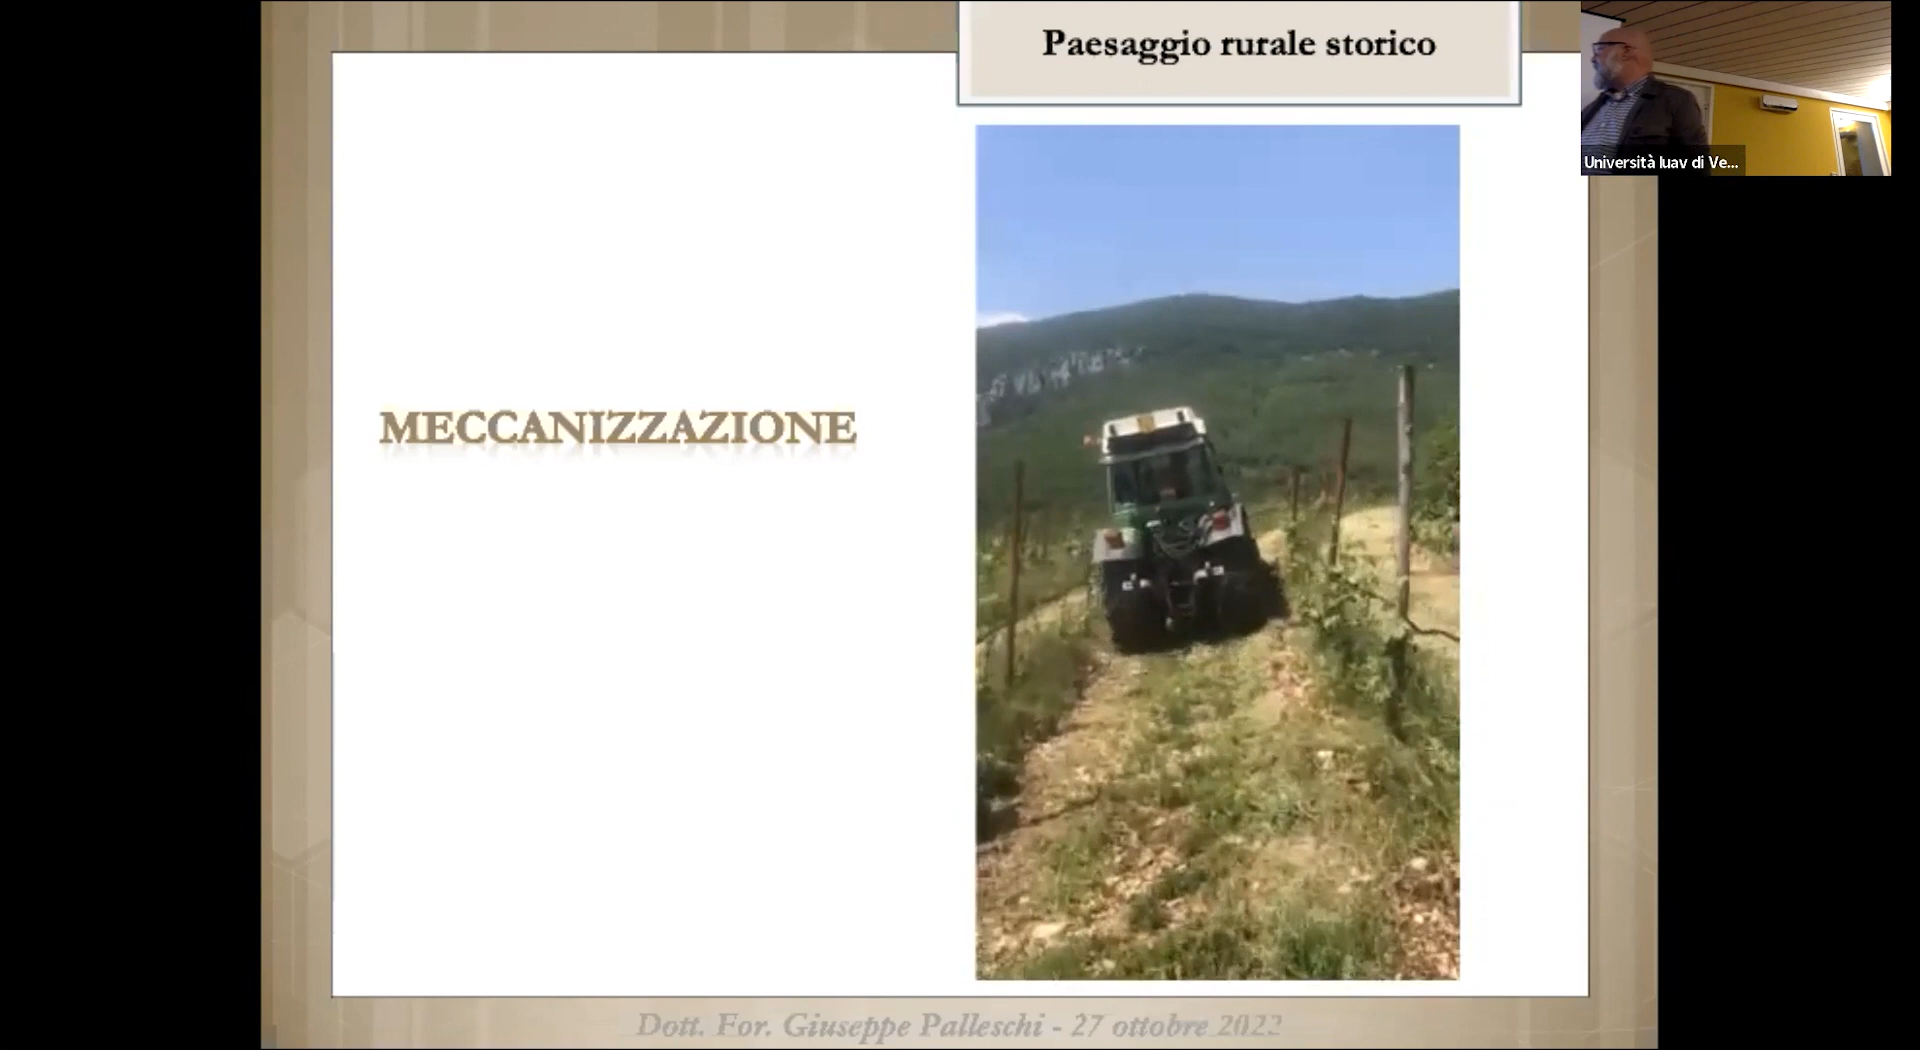 Paesaggio rurale storico
Università Iuav di Ve...
MECCANIZZAZIONE
Dott. For. Giuseppe Palleschi - 27 ottobre 2022